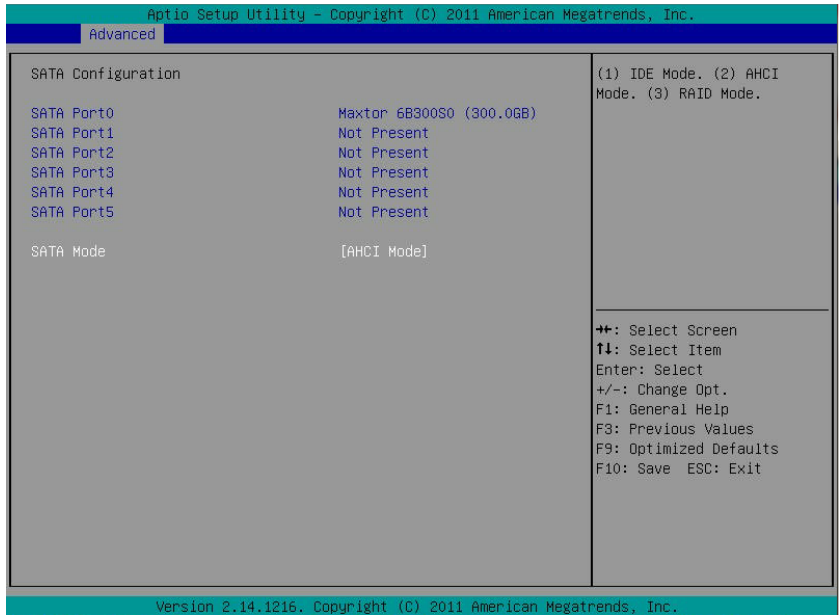 Aptio Setup Utility – Copyright (C) 2011 American Megatrends, Inc.
Advanced
SATA Configuration
SATA Port0 Maxtor 6B300S0 (300.0GB)
SATA Port1 Not Present
SATA Port2 Not Present
SATA Port3 Not Present
SATA Port4 Not Present
SATA Port5 Not Present
SATA Mode [AHCI Mode]
(1) IDE Mode. (2) AHCI
Mode. (3) RAID Mode.
→←: Select Screen
↑↓: Select Item
Enter: Select
+/-: Change Opt.
F1: General Help
F3: Previous Values
F9: Optimized Defaults
F10: Save ESC: Exit
Version 2.14.1216. Copyright (C) 2011 American Megatrends, Inc.